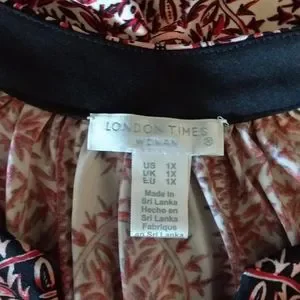 LONDON TIMES
WOMAN ®
US 1X
UK 1X
EU 1X
Made in
Sri Lanka
Hecho en
Sri Lanka
Fabrique
en Sri Lanka